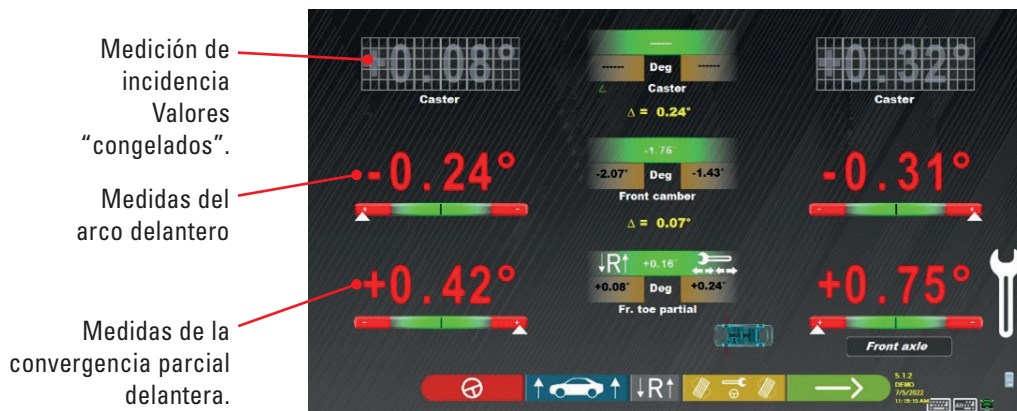 Medición de
incidencia
Valores
“congelados”.
Medidas del
arco delantero
Medidas de la
convergencia parcial
delantera.
+0.08°
Caster
------
------ Deg ------
Caster
Δ = 0.24°
+0.32°
Caster
-0.24°
+ -
-1.75°
-2.07° Deg -1.43°
Front camber
Δ = 0.07°
-0.31°
+ -
+0.42°
- +
↓R↑ +0.16°
+0.08° Deg +0.24°
Fr. toe partial
+0.75°
+ -
Front axle
↓R↑
5.1.2
DEMO
7/5/2022